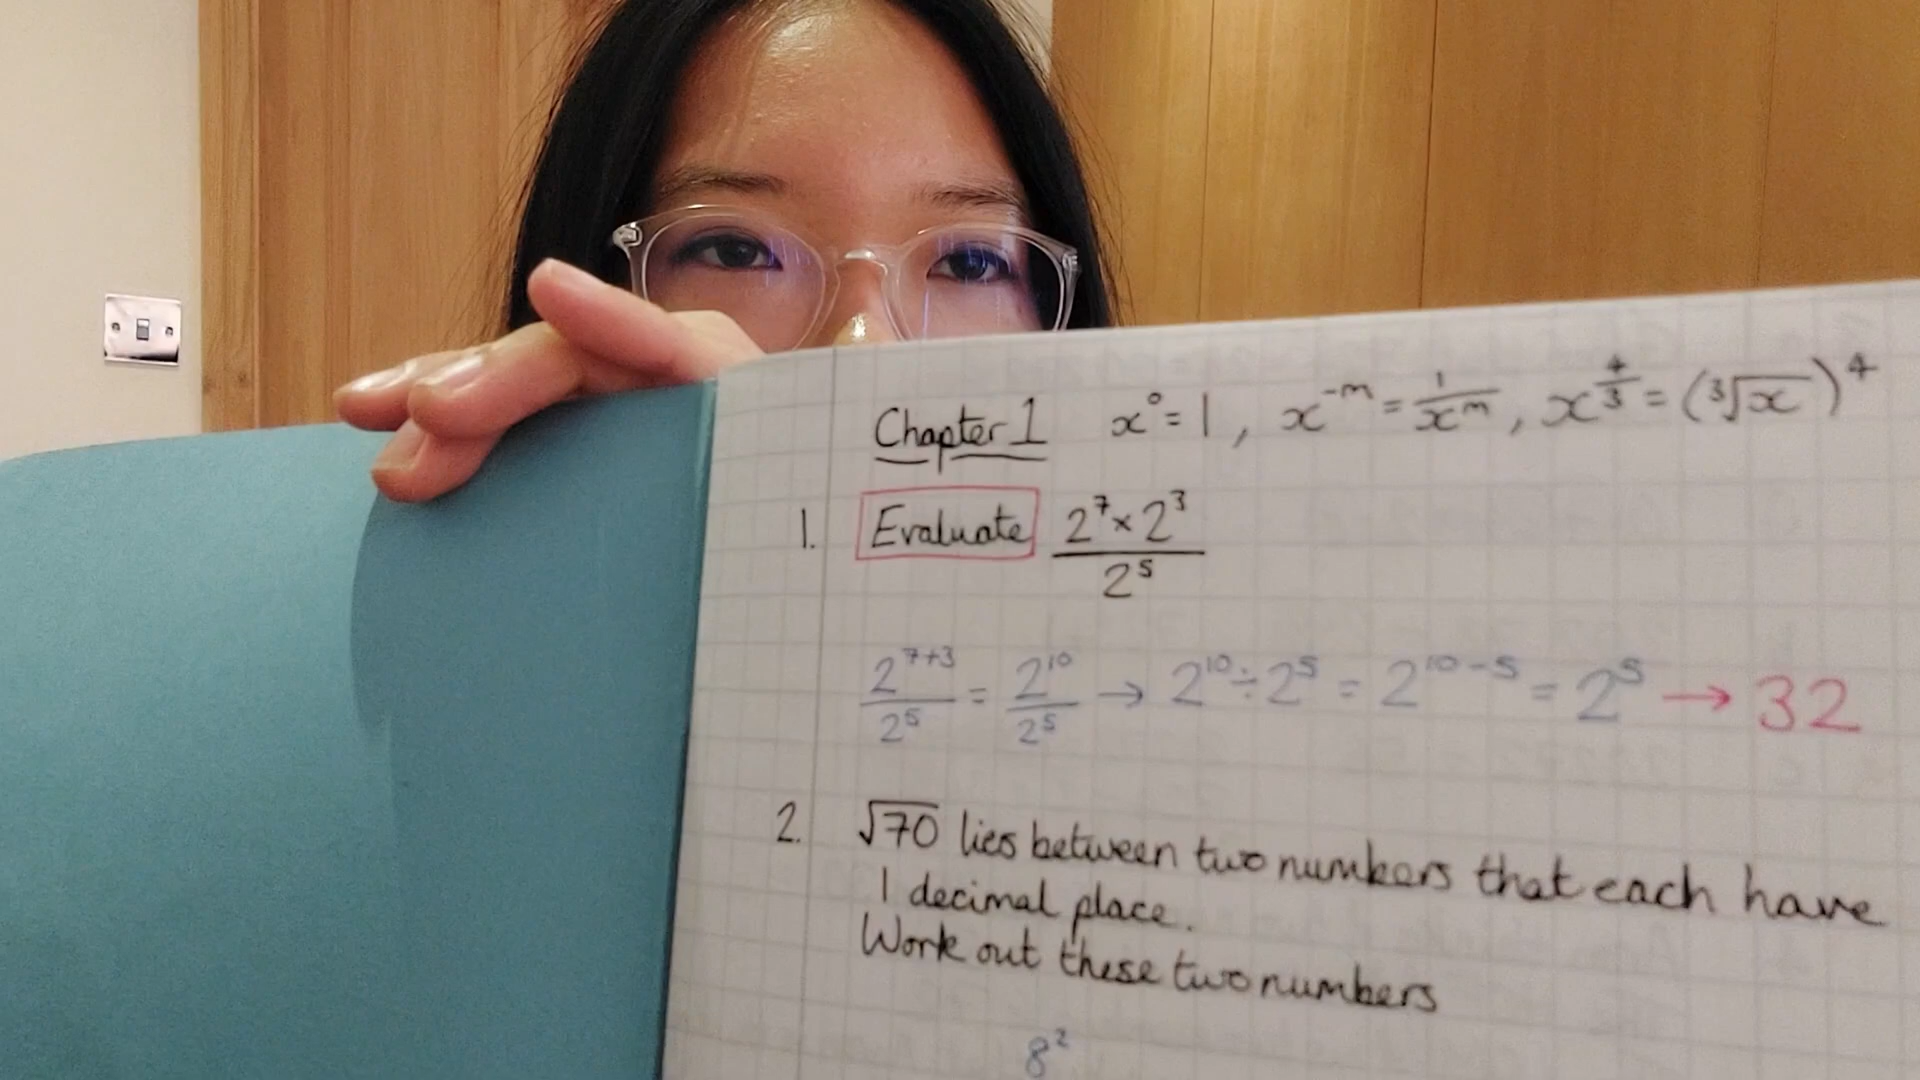 Chapter 1 x⁰ = 1, x⁻ᵐ = 1/xᵐ, x^(4/3) = (³√x)⁴
1. Evaluate (2⁷ × 2³)/2⁵
2⁷⁺³/2⁵ = 2¹⁰/2⁵ → 2¹⁰ ÷ 2⁵ = 2¹⁰⁻⁵ = 2⁵ → 32
2. √70 lies between two numbers that each have
1 decimal place.
Work out these two numbers
8²